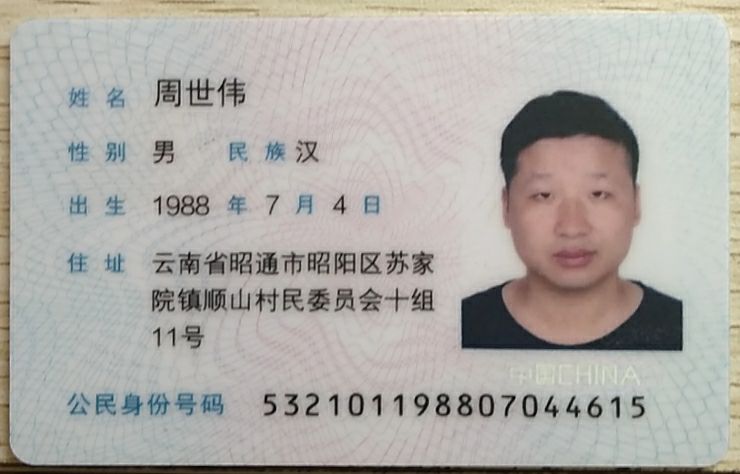 姓名 周世伟
性别 男 民族 汉
出生 1988 年 7 月 4 日
住址 云南省昭通市昭阳区苏家
院镇顺山村民委员会十组
11号
中国CHINA
公民身份号码 532101198807044615